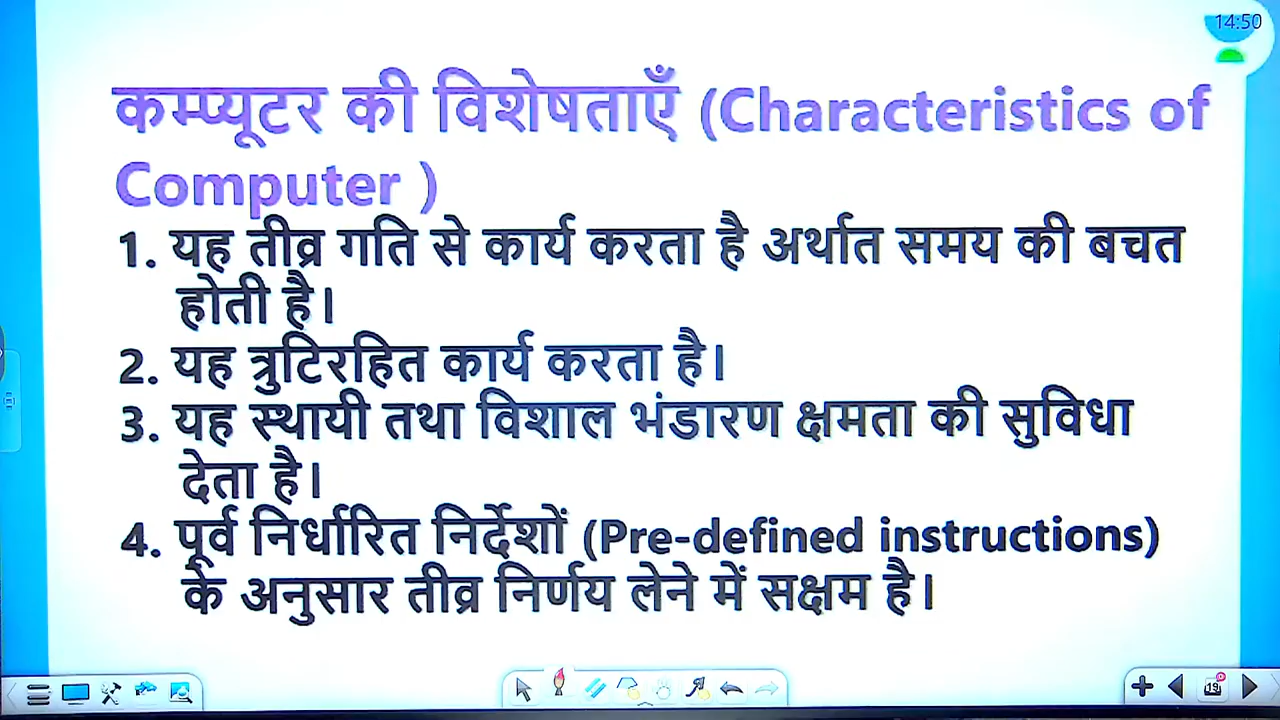 14:50
कम्प्यूटर की विशेषताएँ (Characteristics of
Computer )
1. यह तीव्र गति से कार्य करता है अर्थात समय की बचत
होती है।
2. यह त्रुटिरहित कार्य करता है।
3. यह स्थायी तथा विशाल भंडारण क्षमता की सुविधा
देता है।
4. पूर्व निर्धारित निर्देशों (Pre-defined instructions)
के अनुसार तीव्र निर्णय लेने में सक्षम है।
19